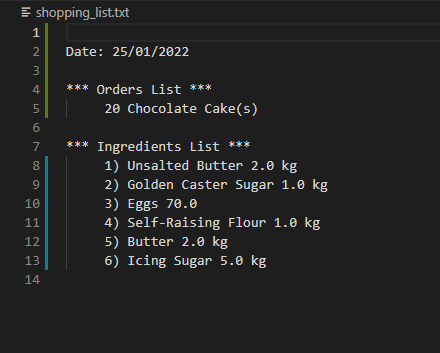 shopping_list.txt
1
2 Date: 25/01/2022
3
4 *** Orders List ***
5 20 Chocolate Cake(s)
6
7 *** Ingredients List ***
8 1) Unsalted Butter 2.0 kg
9 2) Golden Caster Sugar 1.0 kg
10 3) Eggs 70.0
11 4) Self-Raising Flour 1.0 kg
12 5) Butter 2.0 kg
13 6) Icing Sugar 5.0 kg
14